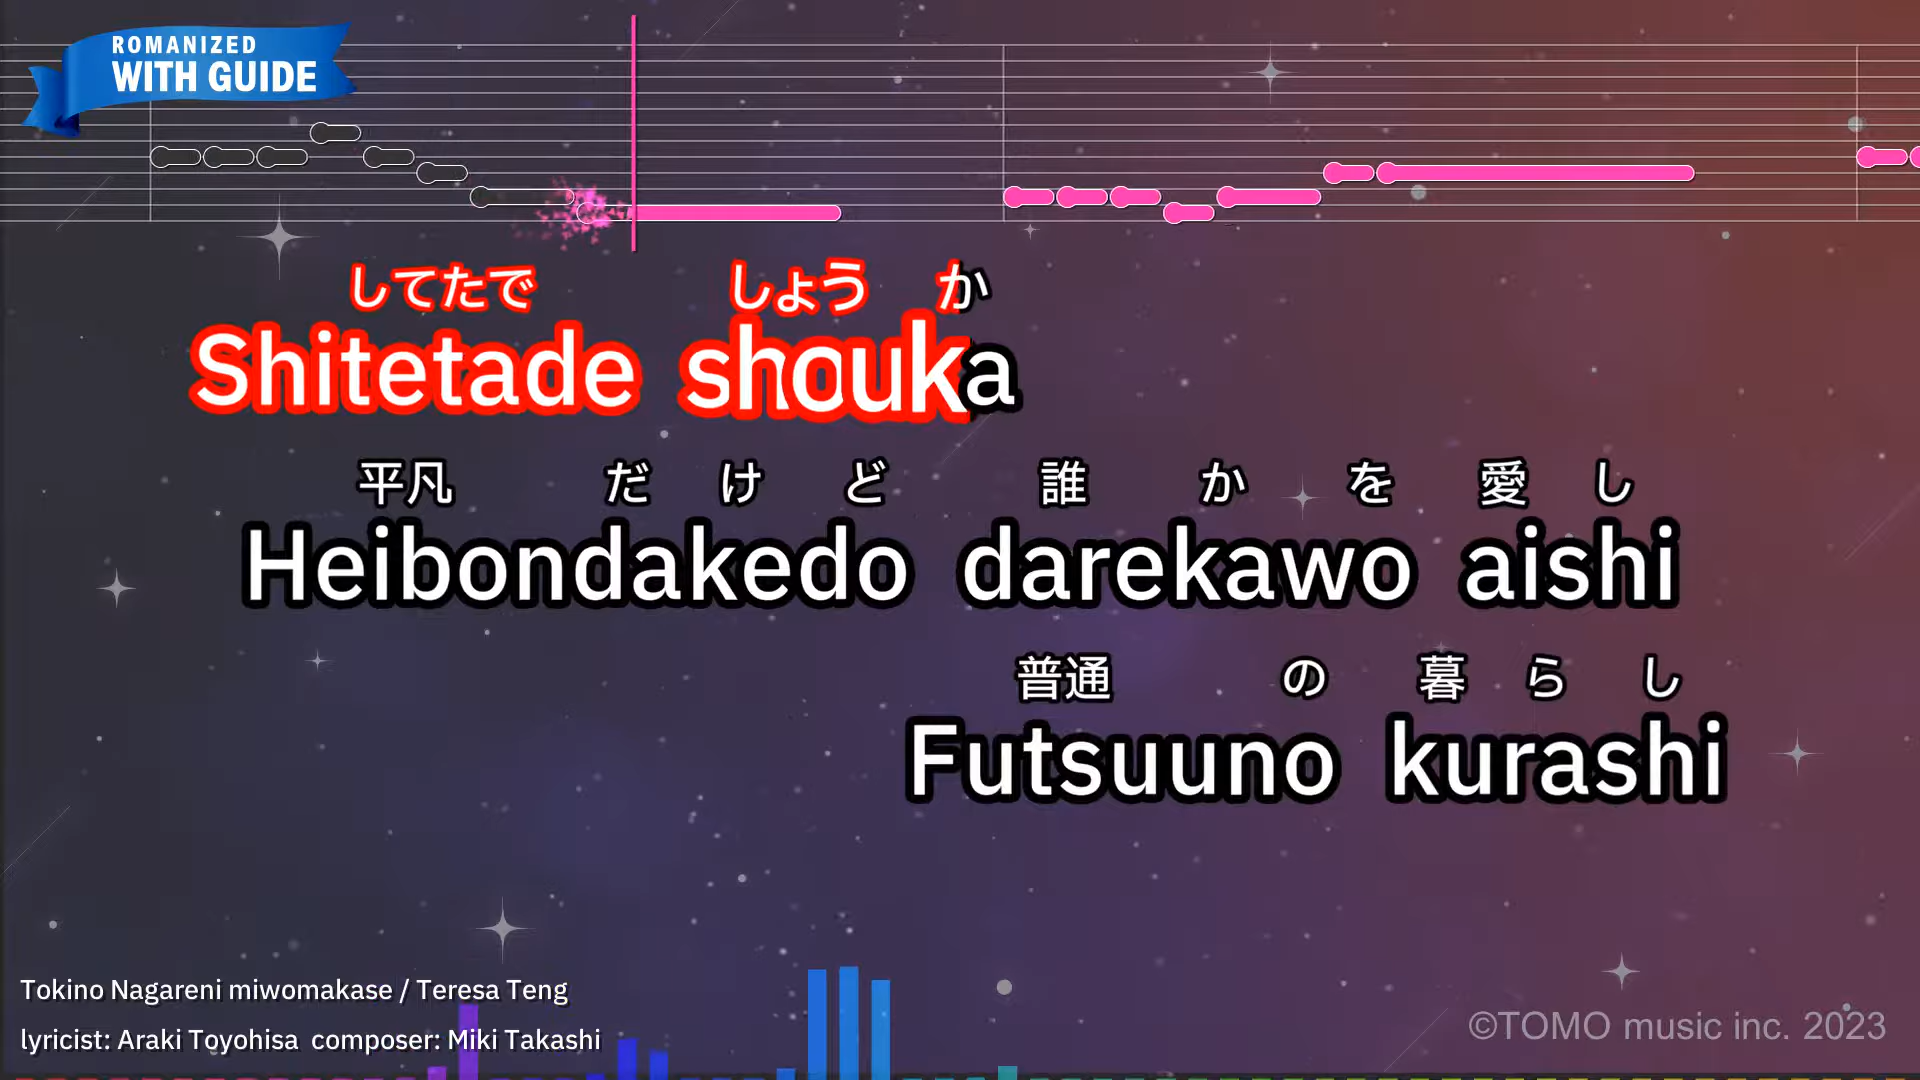 ROMANIZED
WITH GUIDE
してたで しょう か
Shitetade shouka
平凡 だ け ど 誰 か を 愛 し
Heibondakedo darekawo aishi
普通 の 暮 ら し
Futsuuno kurashi
Tokino Nagareni miwomakase / Teresa Teng
lyricist: Araki Toyohisa composer: Miki Takashi
©TOMO music inc. 2023